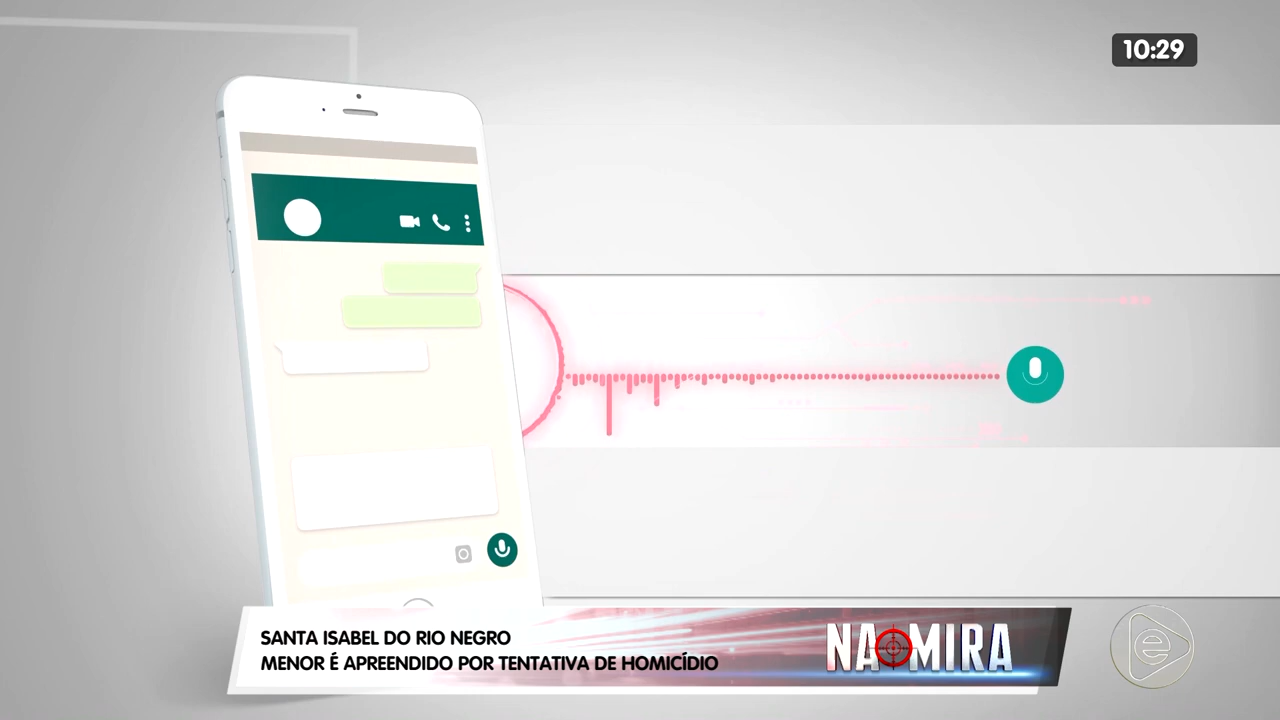 10:29
SANTA ISABEL DO RIO NEGRO
MENOR É APREENDIDO POR TENTATIVA DE HOMICÍDIO
NA MIRA
e